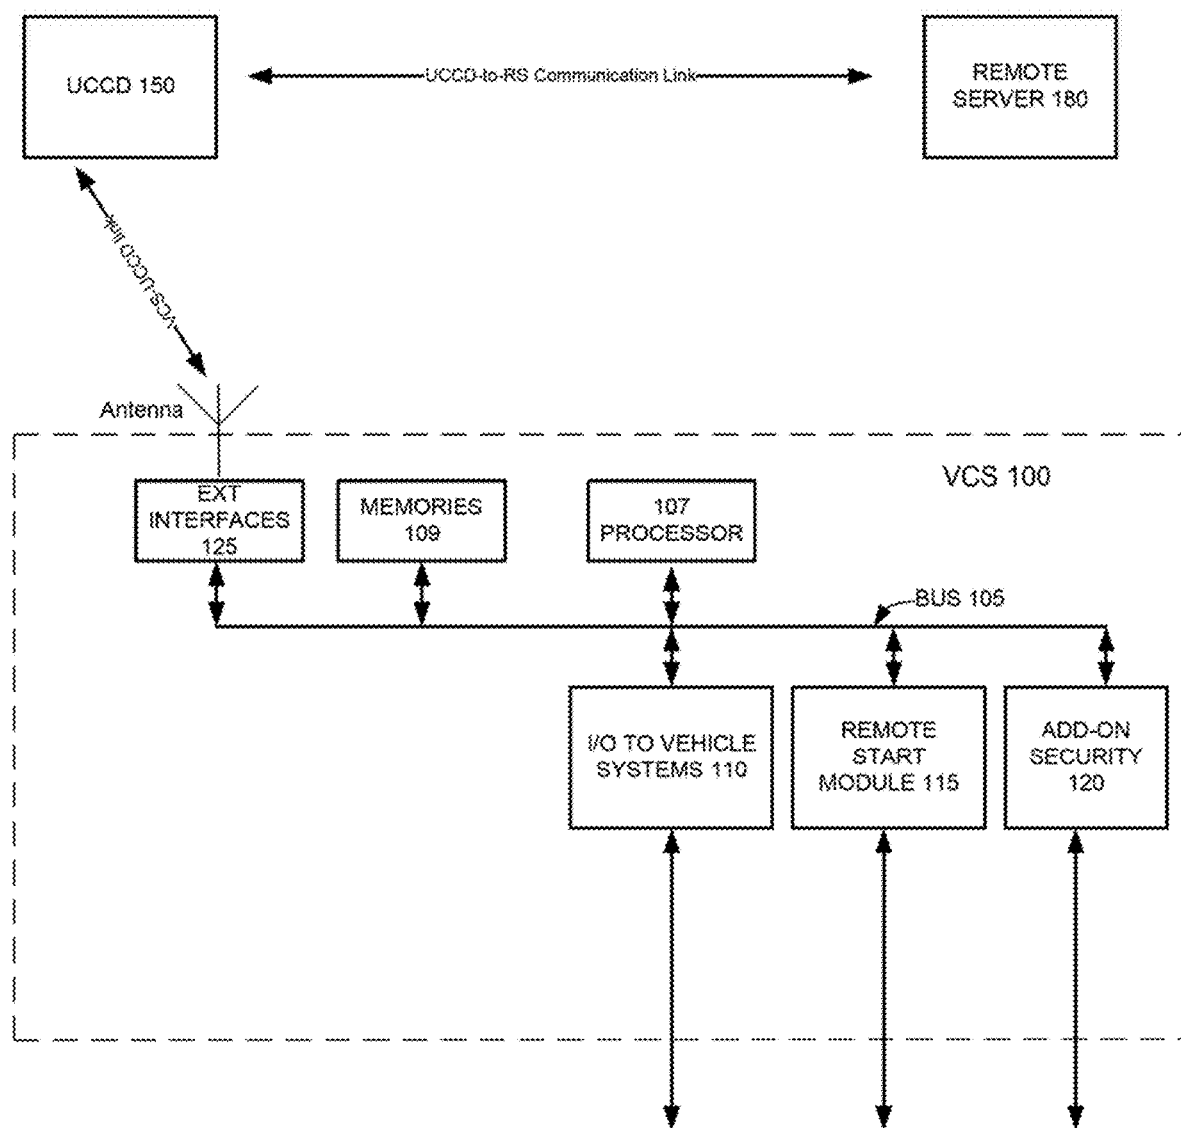 UCCD 150
UCCD-to-RS Communication Link
REMOTE
SERVER 180
VCS-UCCD link
Antenna
VCS 100
EXT
INTERFACES
125
MEMORIES
109
107
PROCESSOR
BUS 105
I/O TO VEHICLE
SYSTEMS 110
REMOTE
START
MODULE 115
ADD-ON
SECURITY
120